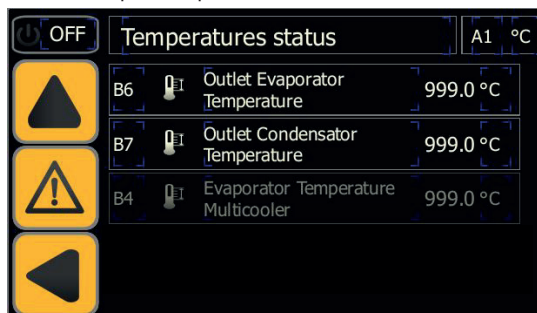 OFF
Temperatures status
A1 °C
B6 Outlet Evaporator
Temperature 999.0 °C
B7 Outlet Condensator
Temperature 999.0 °C
B4 Evaporator Temperature
Multicooler 999.0 °C